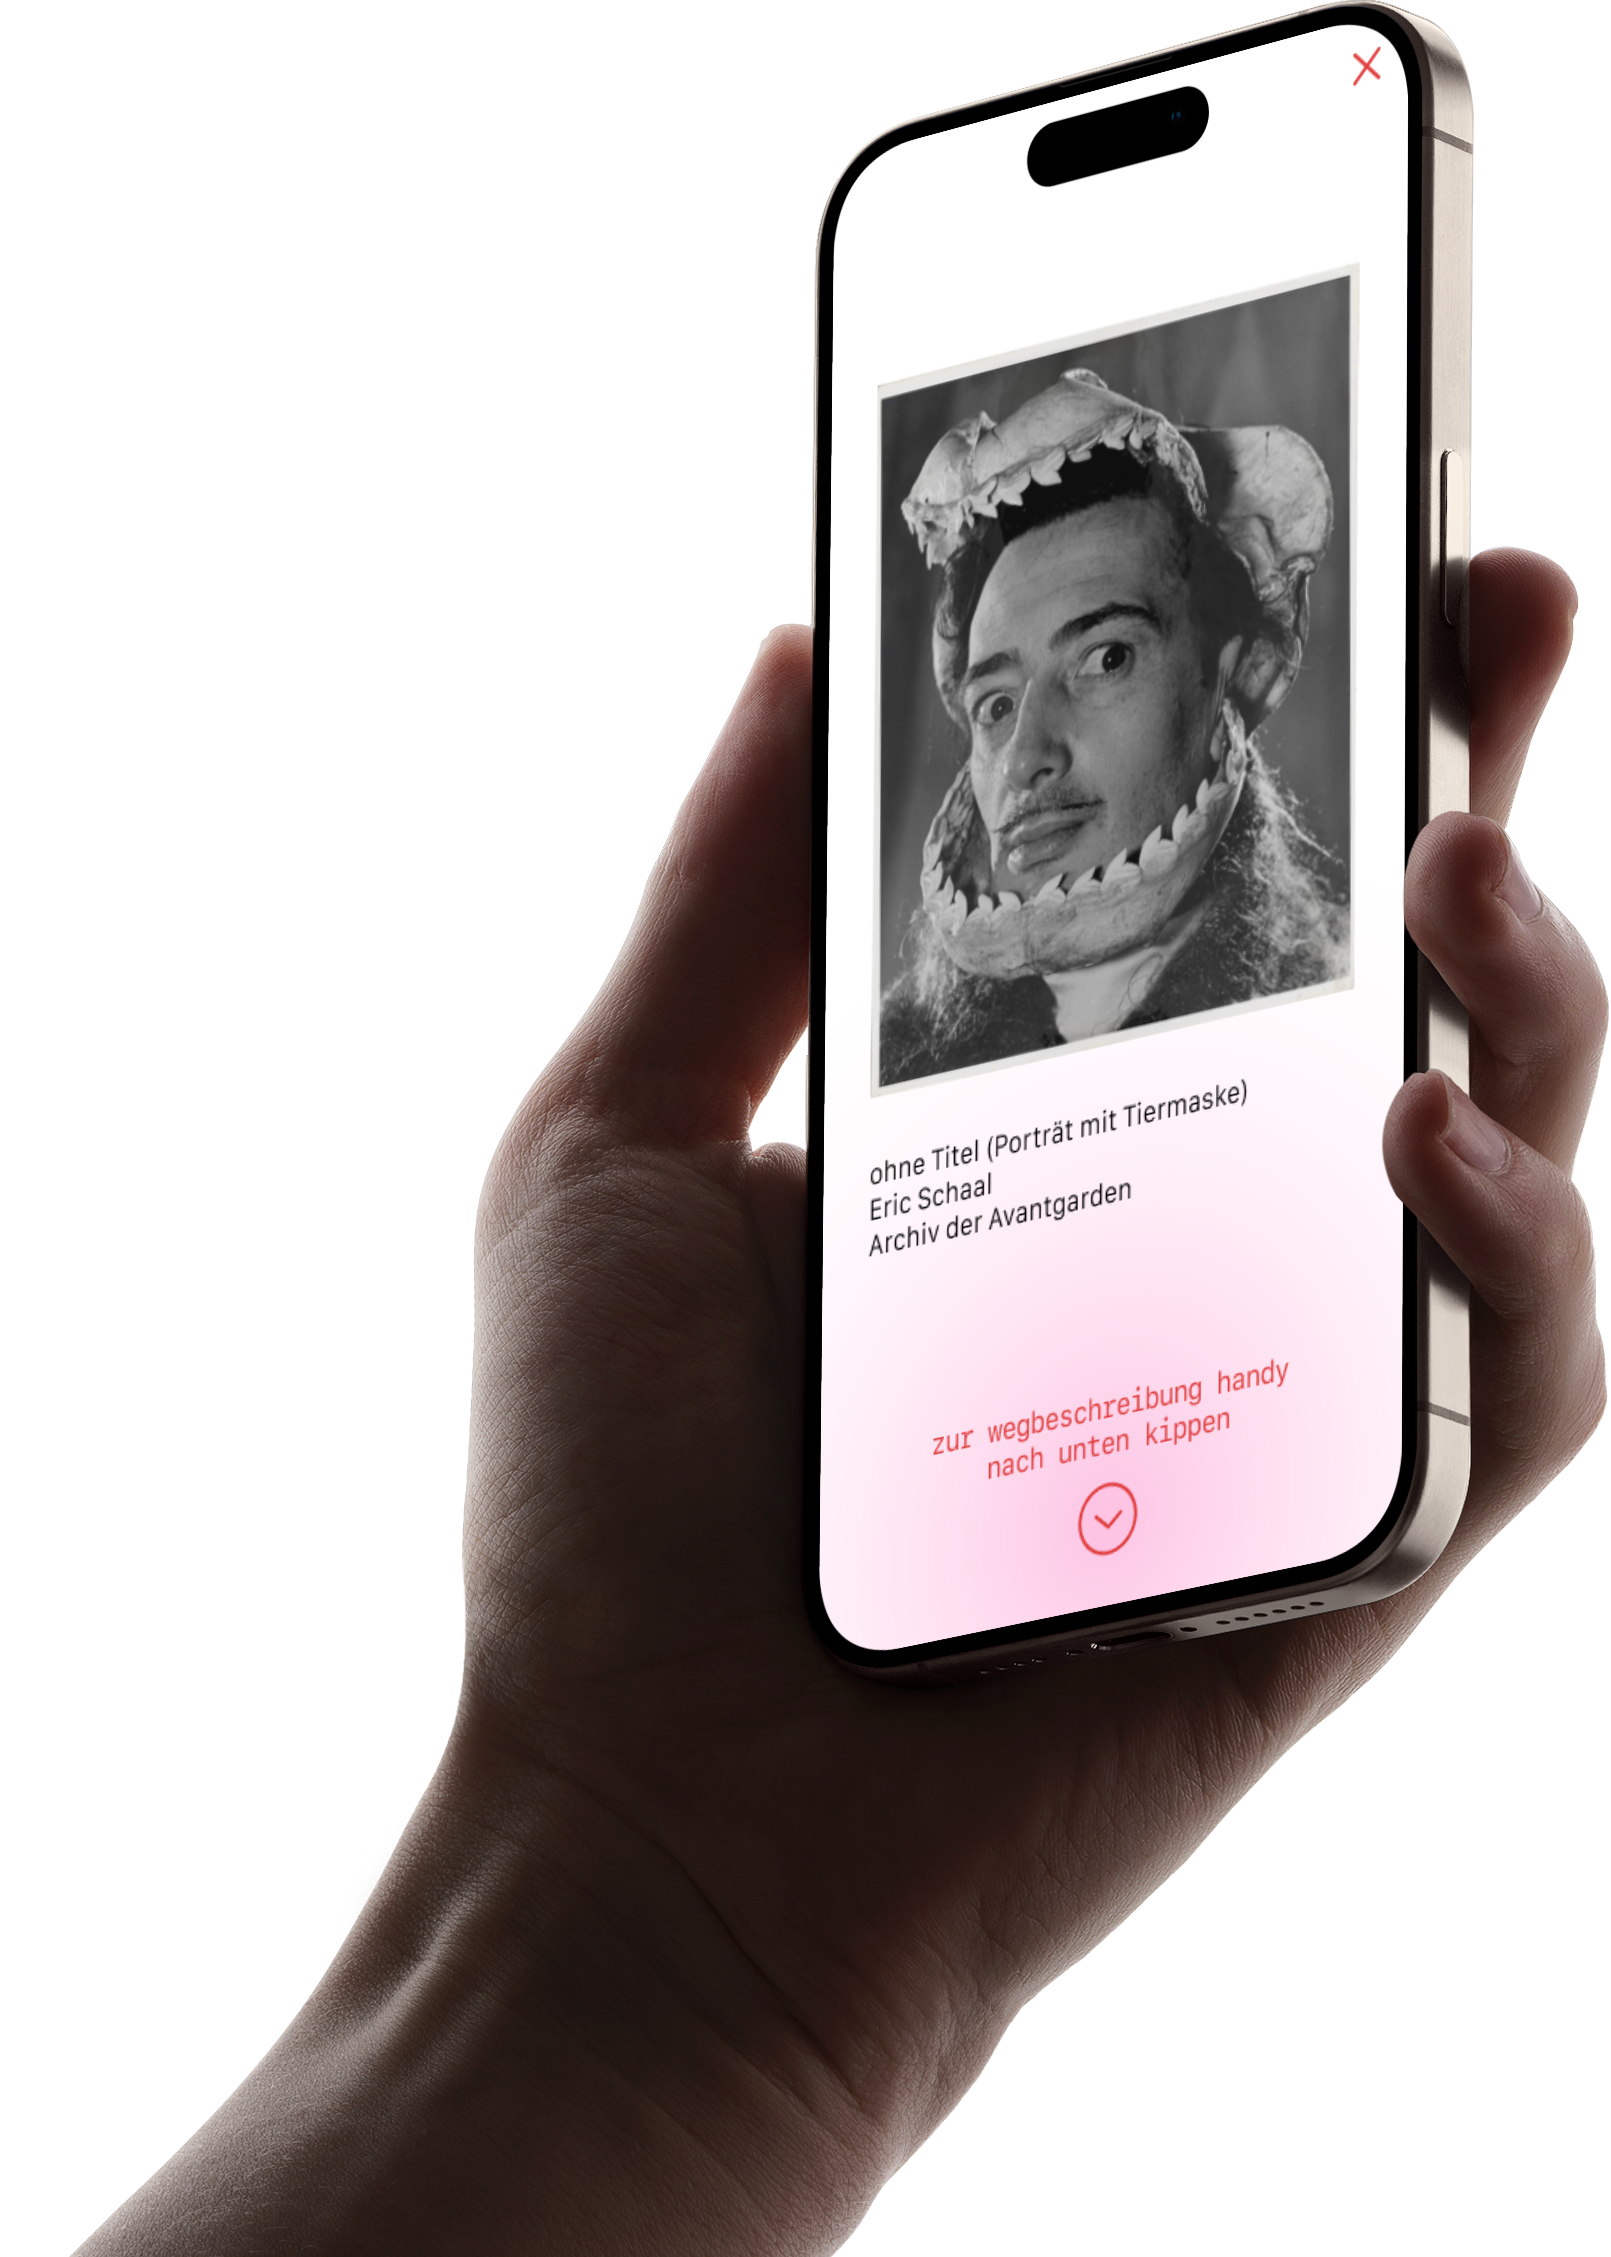 ohne Titel (Porträt mit Tiermaske)
Eric Schaal
Archiv der Avantgarden
zur wegbeschreibung handy
nach unten kippen